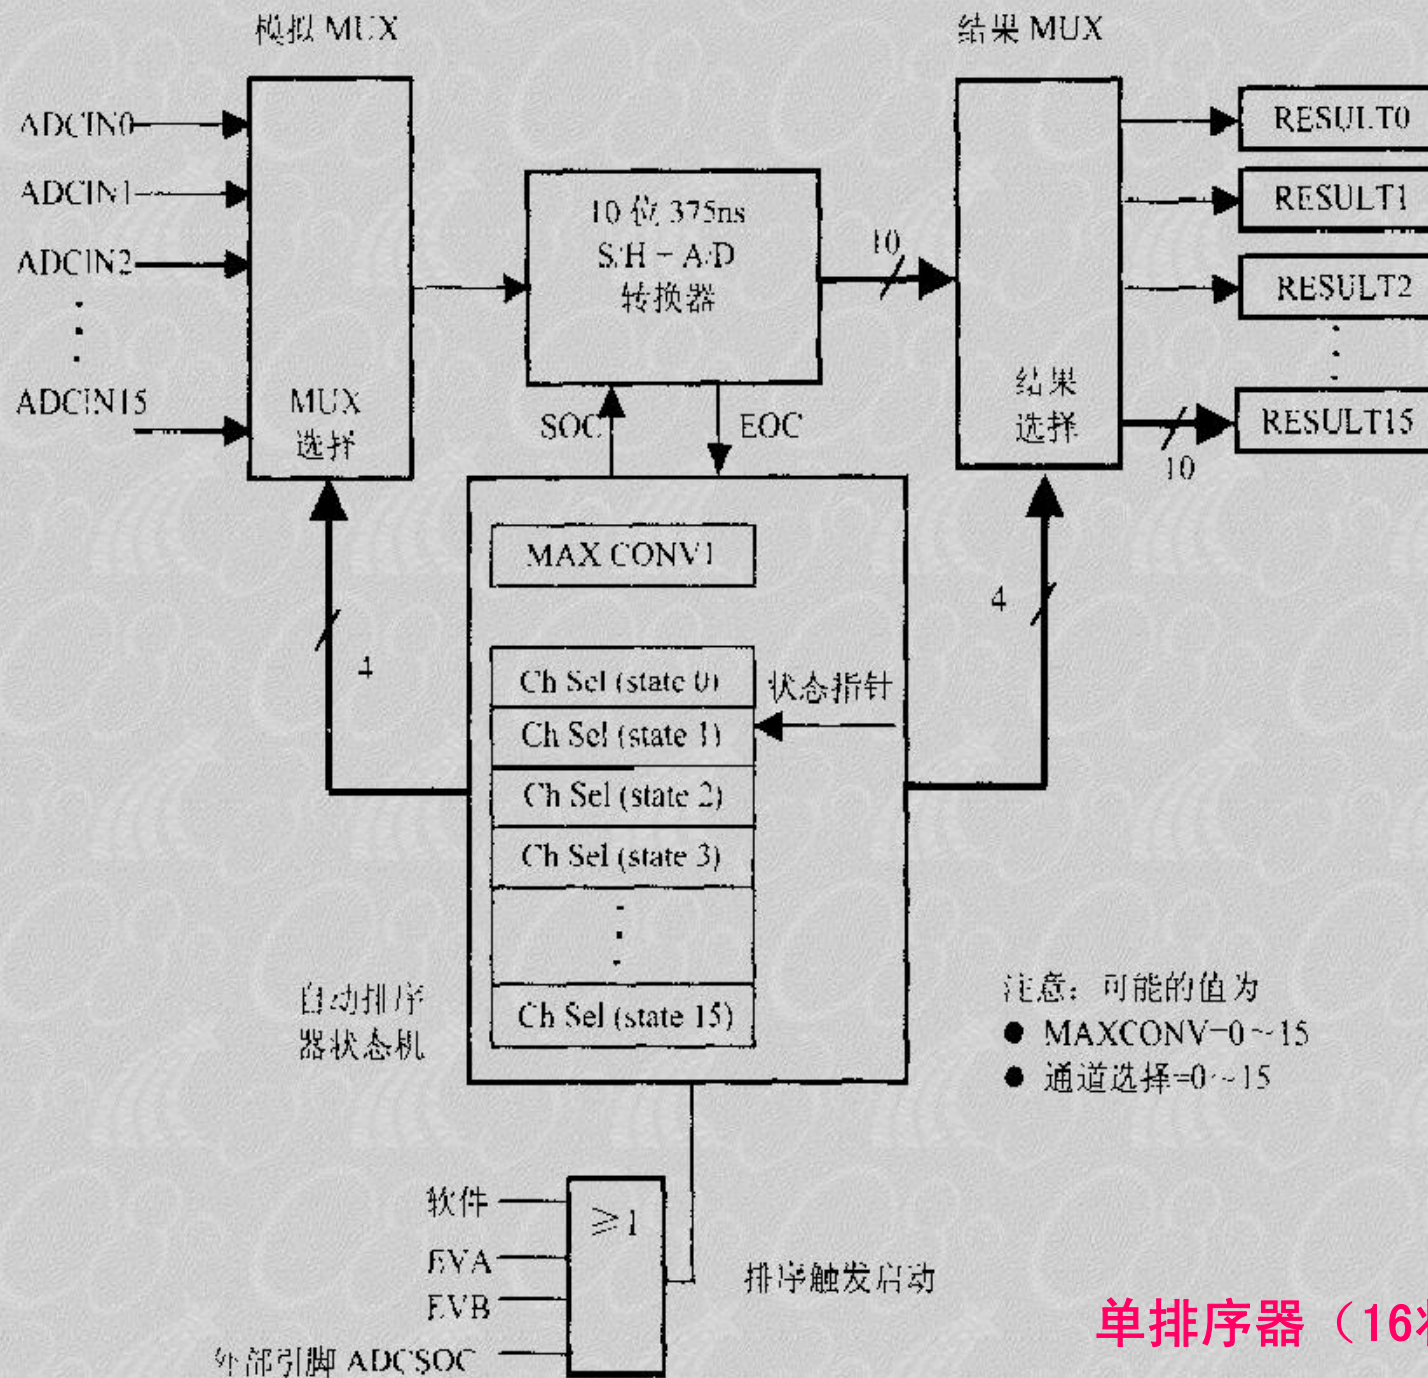 模拟 MUX
结果 MUX
ADCIN0
ADCIN1
ADCIN2
ADCIN15
MUX
选择
10 位 375ns
S/H - A/D
转换器
10
结果
选择
RESULT0
RESULT1
RESULT2
RESULT15
10
SOC
EOC
MAX CONV1
4
4
Ch Sel (state 0)
状态指针
Ch Sel (state 1)
Ch Sel (state 2)
Ch Sel (state 3)
Ch Sel (state 15)
自动排序
器状态机
注意：可能的值为
● MAXCONV=0~15
● 通道选择=0~15
软件
EVA
EVB
外部引脚 ADCSOC
≥1
排序触发启动
单排序器（16